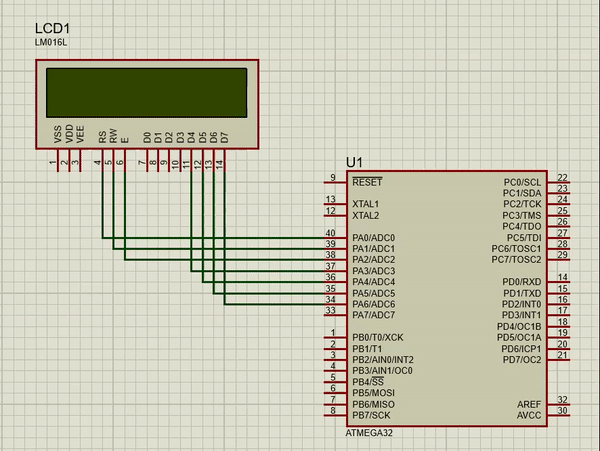 LCD1
LM016L
VSS
VDD
VEE
RS
RW
E
D0
D1
D2
D3
D4
D5
D6
D7
1
2
3
4
5
6
7
8
9
10
11
12
13
14
U1
9 RESET
13 XTAL1
12 XTAL2
40 PA0/ADC0
39 PA1/ADC1
38 PA2/ADC2
37 PA3/ADC3
36 PA4/ADC4
35 PA5/ADC5
34 PA6/ADC6
33 PA7/ADC7
1 PB0/T0/XCK
2 PB1/T1
3 PB2/AIN0/INT2
4 PB3/AIN1/OC0
5 PB4/SS
6 PB5/MOSI
7 PB6/MISO
8 PB7/SCK
PC0/SCL 22
PC1/SDA 23
PC2/TCK 24
PC3/TMS 25
PC4/TDO 26
PC5/TDI 27
PC6/TOSC1 28
PC7/TOSC2 29
PD0/RXD 14
PD1/TXD 15
PD2/INT0 16
PD3/INT1 17
PD4/OC1B 18
PD5/OC1A 19
PD6/ICP1 20
PD7/OC2 21
AREF 32
AVCC 30
ATMEGA32